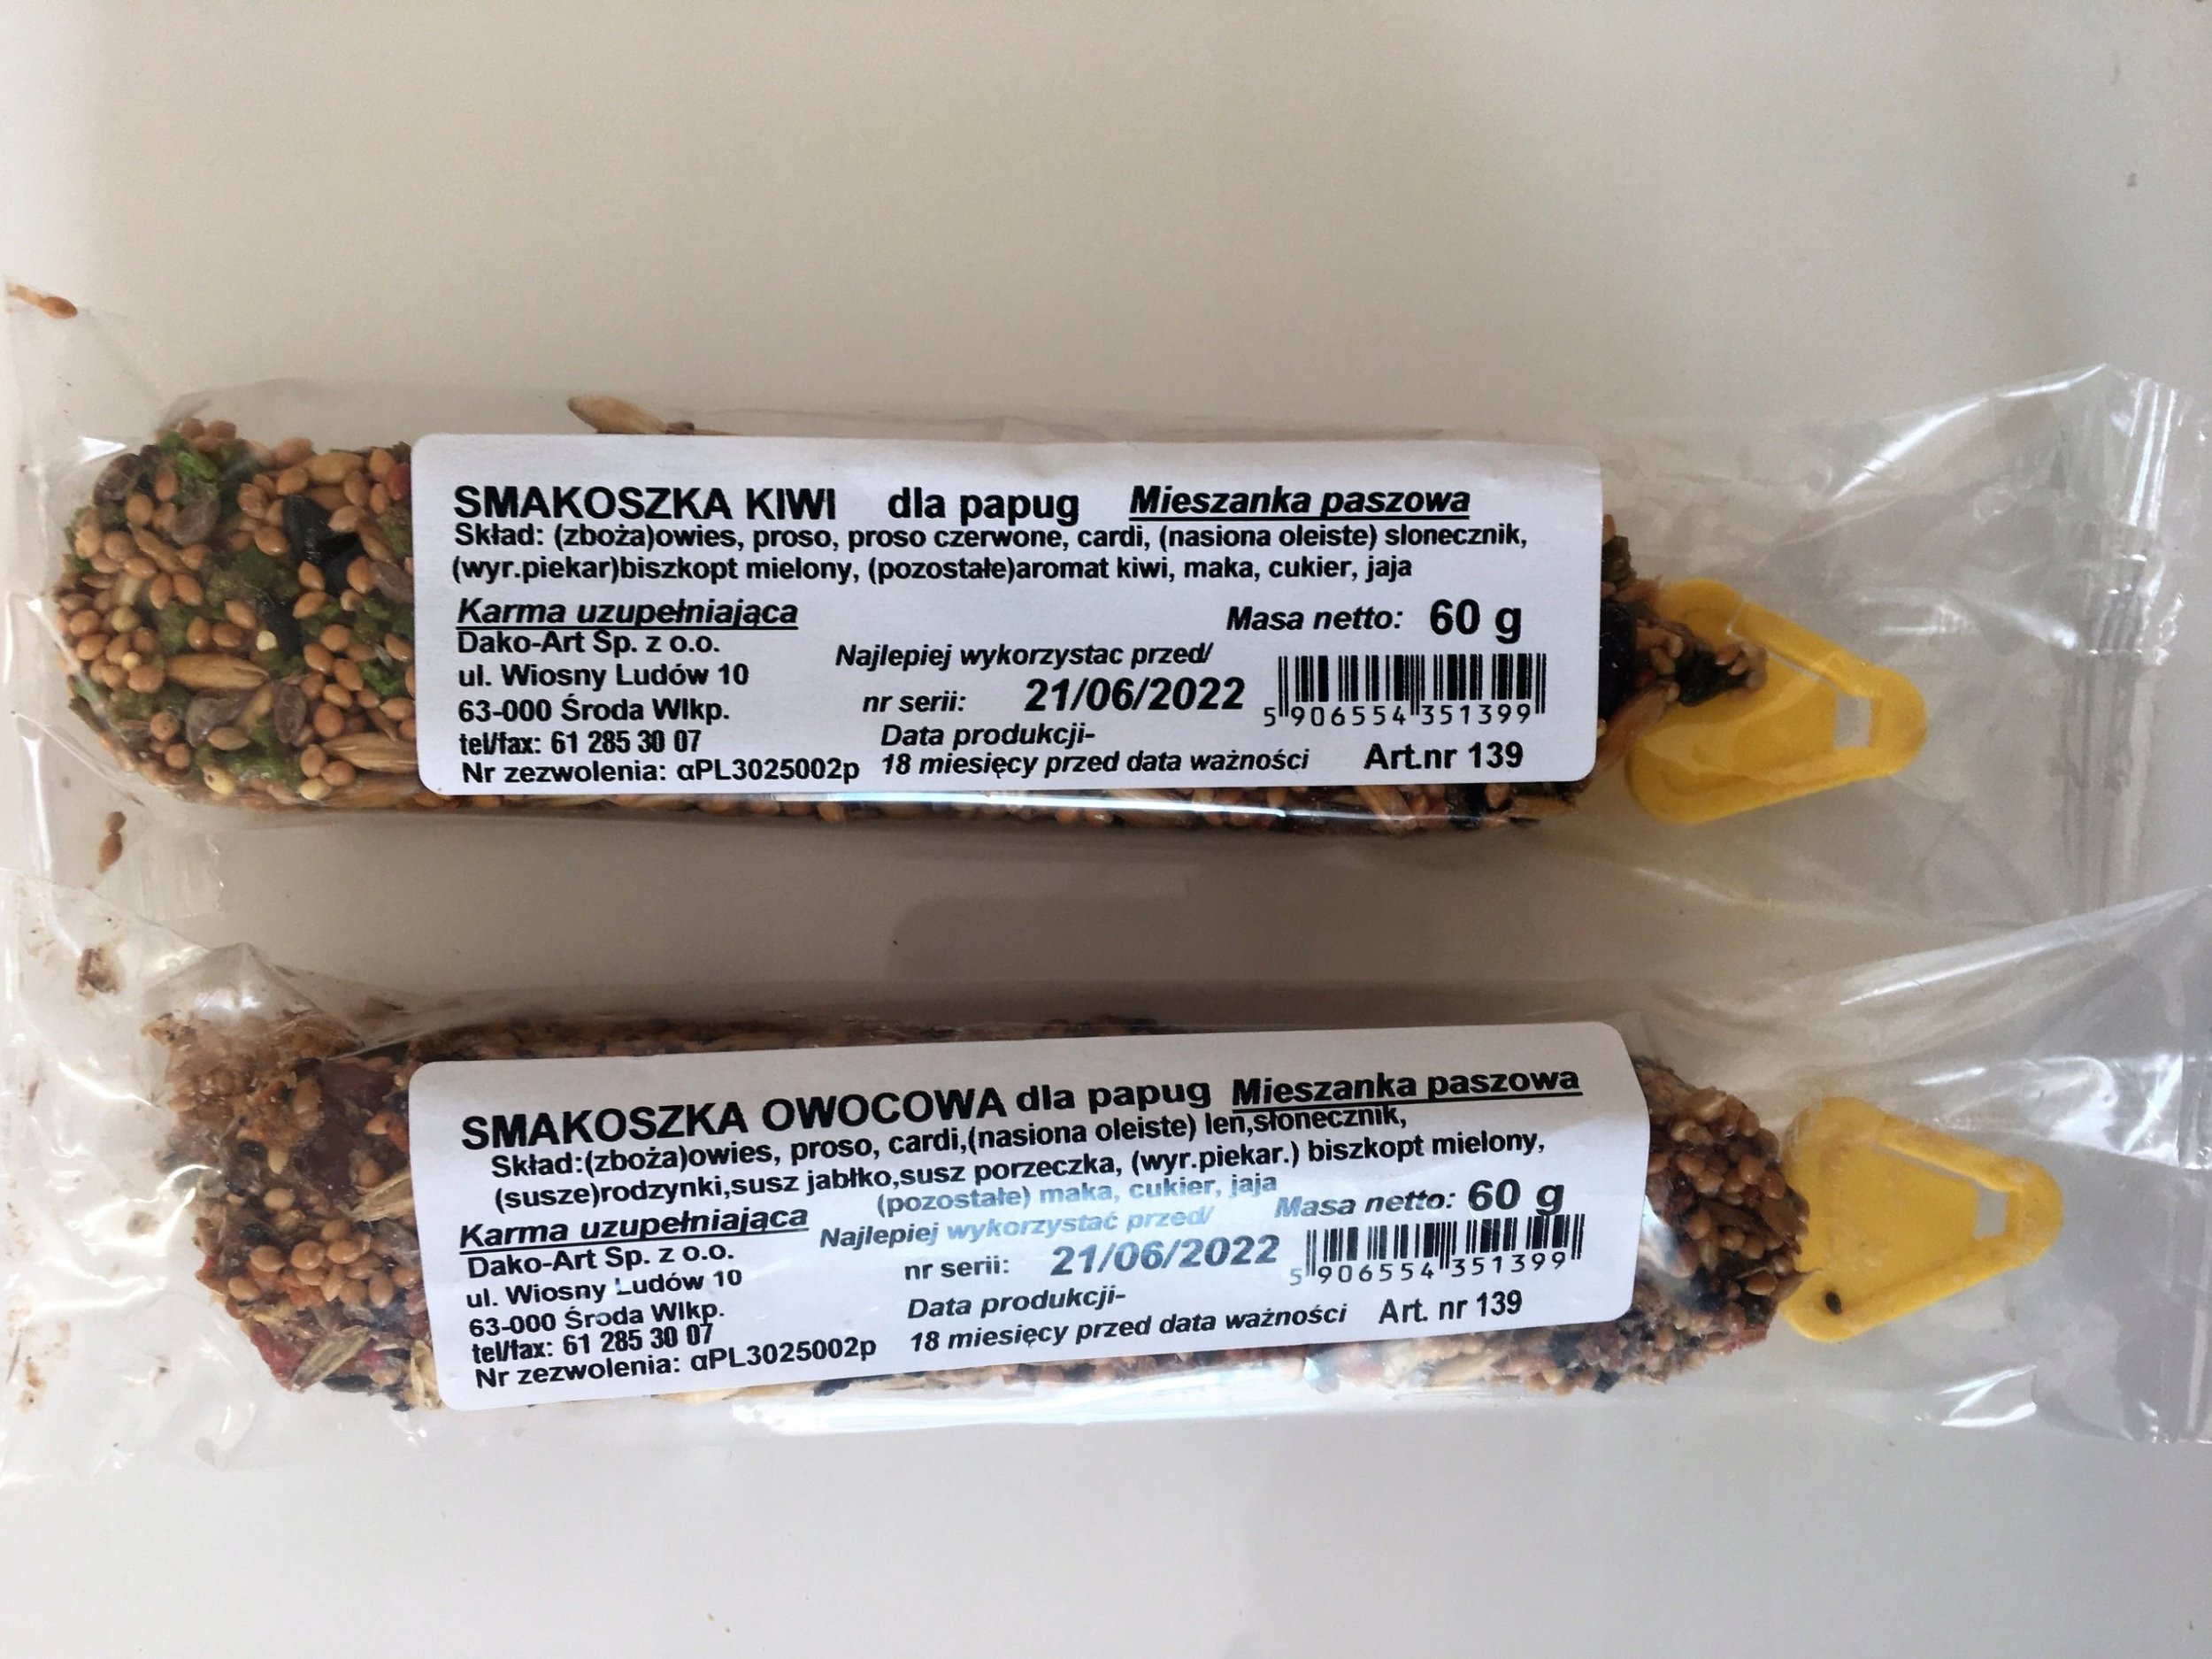 SMAKOSZKA KIWI dla papug Mieszanka paszowa
Skład: (zboża)owies, proso, proso czerwone, cardi, (nasiona oleiste) slonecznik,
(wyr.piekar)biszkopt mielony, (pozostałe)aromat kiwi, maka, cukier, jaja
Karma uzupełniająca
Masa netto: 60 g
Dako-Art Sp. z o.o.
ul. Wiosny Ludów 10
63-000 Środa Wlkp.
tel/fax: 61 285 30 07
Nr zezwolenia: αPL3025002p
Najlepiej wykorzystac przed/
nr serii: 21/06/2022
Data produkcji-
18 miesięcy przed data ważności
5 906554 351399
Art.nr 139
SMAKOSZKA OWOCOWA dla papug Mieszanka paszowa
Skład:(zboża)owies, proso, cardi,(nasiona oleiste) len,słonecznik,
(susze)rodzynki,susz jabłko,susz porzeczka, (wyr.piekar.) biszkopt mielony,
(pozostałe) maka, cukier, jaja
Karma uzupełniająca
Masa netto: 60 g
Dako-Art Sp. z o.o.
ul. Wiosny Ludów 10
63-000 Środa Wlkp.
tel/fax: 61 285 30 07
Nr zezwolenia: αPL3025002p
Najlepiej wykorzystać przed/
nr serii: 21/06/2022
Data produkcji-
18 miesięcy przed data ważności
5 906554 351399
Art. nr 139